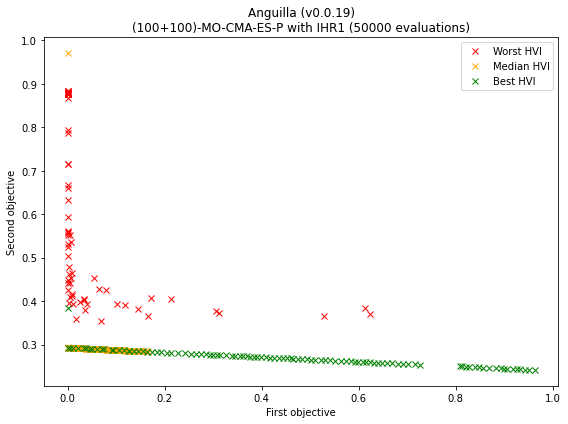 Anguilla (v0.0.19)
(100+100)-MO-CMA-ES-P with IHR1 (50000 evaluations)
Worst HVI
Median HVI
Best HVI
1.0
0.9
0.8
0.7
0.6
0.5
0.4
0.3
Second objective
0.0 0.2 0.4 0.6 0.8 1.0
First objective